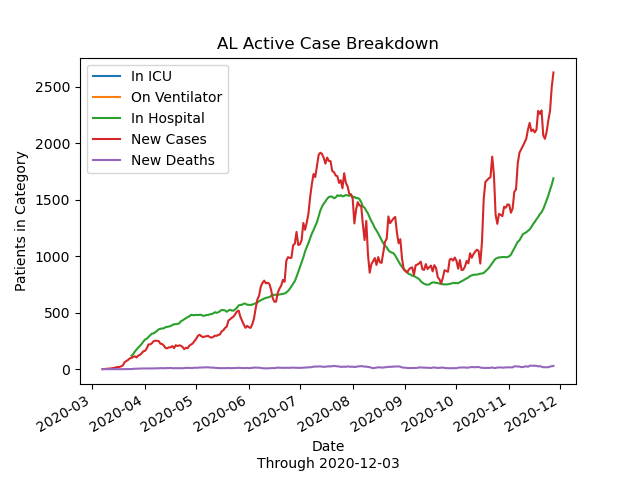 AL Active Case Breakdown
In ICU
On Ventilator
In Hospital
New Cases
New Deaths
Patients in Category
2500
2000
1500
1000
500
0
2020-03
2020-04
2020-05
2020-06
2020-07
2020-08
2020-09
2020-10
2020-11
2020-12
Date
Through 2020-12-03